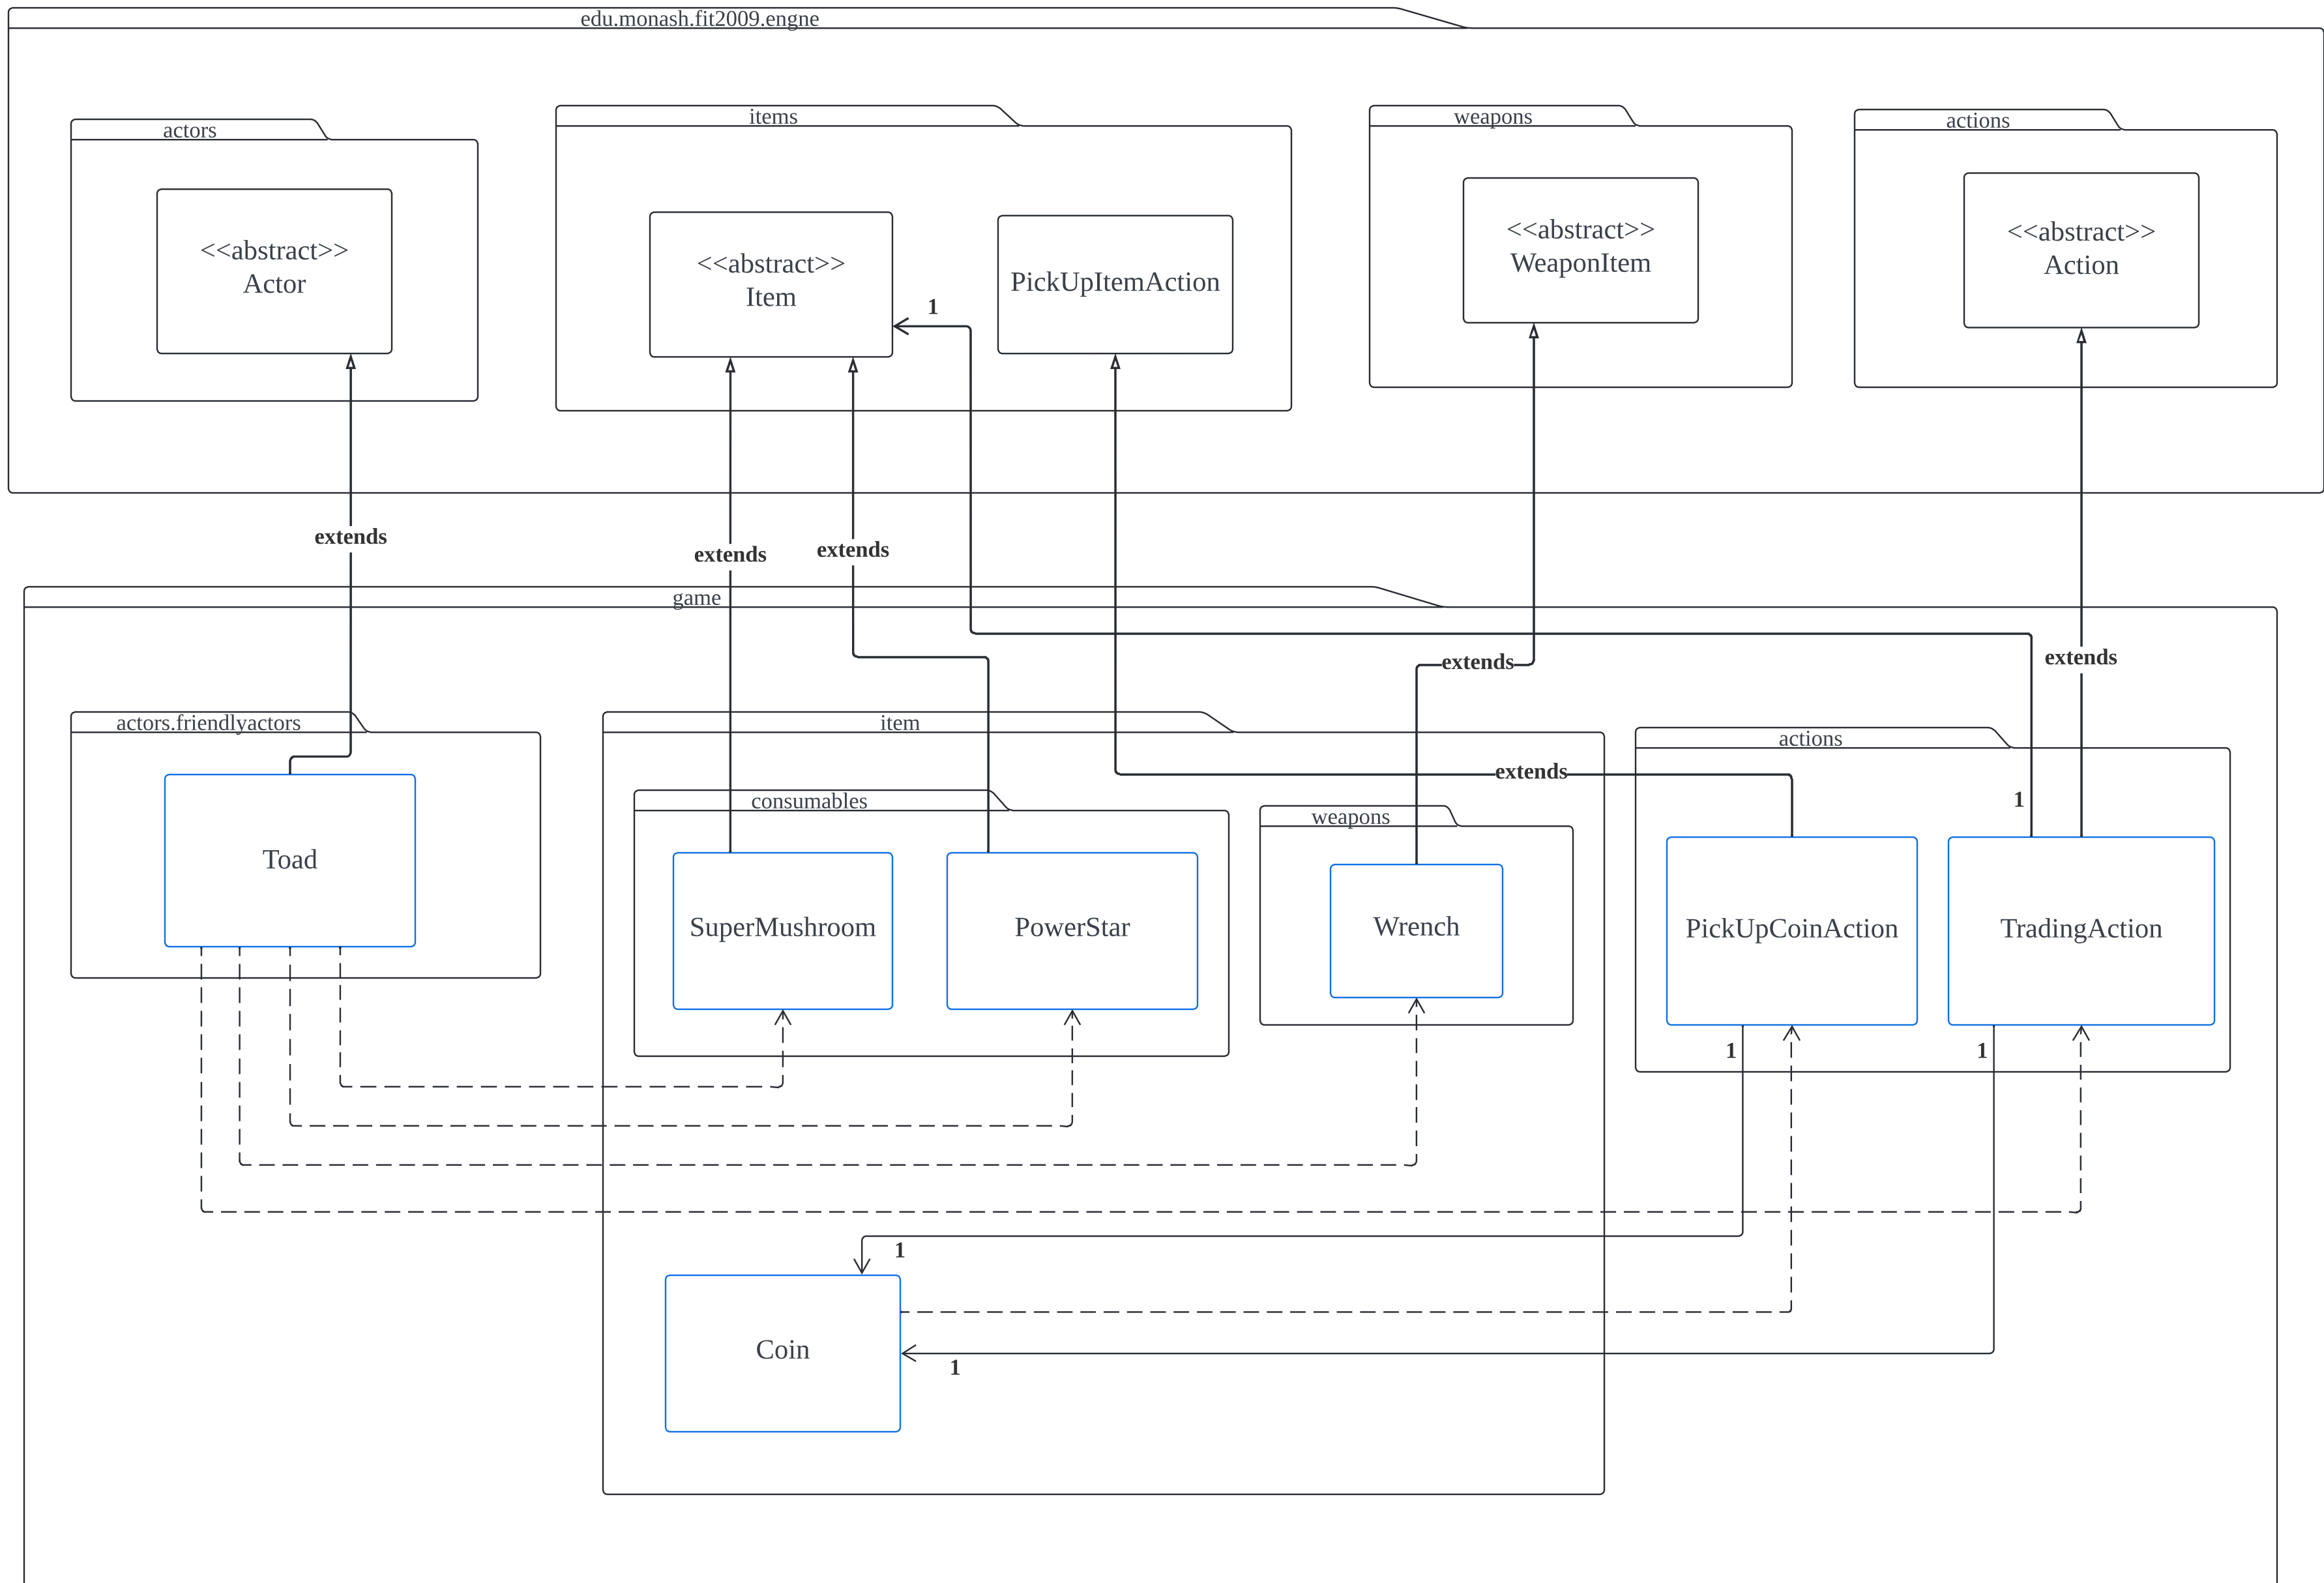 edu.monash.fit2009.engne
actors
items
weapons
actions
<<abstract>>
Actor
<<abstract>>
Item
1
PickUpItemAction
<<abstract>>
WeaponItem
<<abstract>>
Action
extends
extends
extends
game
extends
extends
actors.friendlyactors
item
actions
extends
1
consumables
weapons
Toad
SuperMushroom
PowerStar
Wrench
PickUpCoinAction
TradingAction
1
1
1
Coin
1